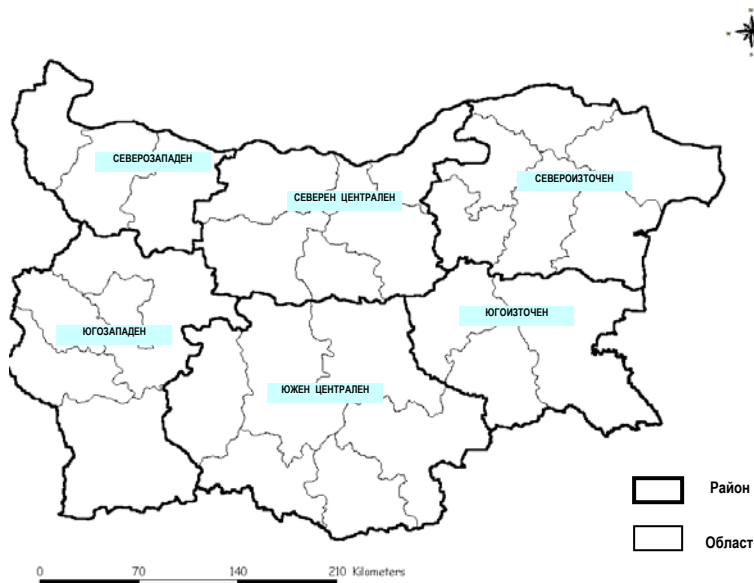 СЕВЕРОЗАПАДЕН
СЕВЕРОИЗТОЧЕН
СЕВЕРЕН ЦЕНТРАЛЕН
ЮГОИЗТОЧЕН
ЮГОЗАПАДЕН
ЮЖЕН ЦЕНТРАЛЕН
Район
Област
0 70 140 210 Kilometers